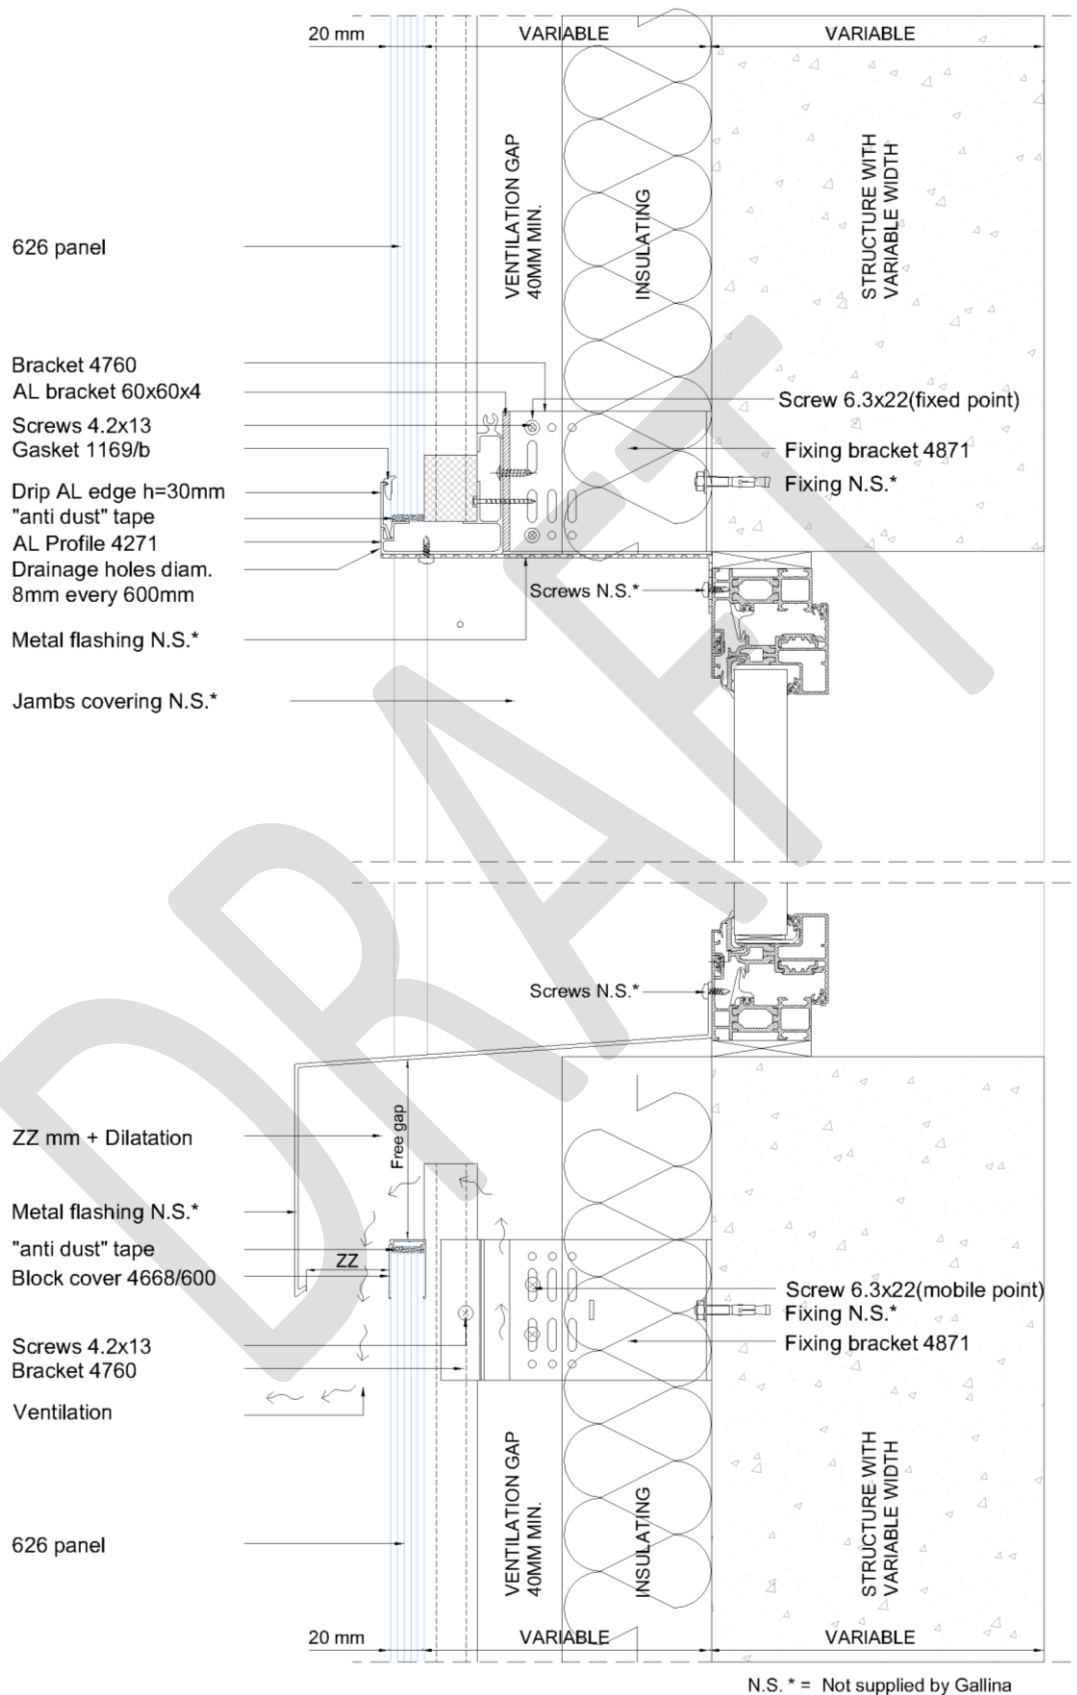 20 mm
VARIABLE
VARIABLE
VENTILATION GAP
40MM MIN.
INSULATING
STRUCTURE WITH
VARIABLE WIDTH
626 panel
Bracket 4760
AL bracket 60x60x4
Screws 4.2x13
Gasket 1169/b
Drip AL edge h=30mm
"anti dust" tape
AL Profile 4271
Drainage holes diam.
8mm every 600mm
Metal flashing N.S.*
Jambs covering N.S.*
Screw 6.3x22(fixed point)
Fixing bracket 4871
Fixing N.S.*
Screws N.S.*
DRAFT
Screws N.S.*
ZZ mm + Dilatation
Free gap
Metal flashing N.S.*
"anti dust" tape
ZZ
Block cover 4668/600
Screws 4.2x13
Bracket 4760
Ventilation
Screw 6.3x22(mobile point)
Fixing N.S.*
Fixing bracket 4871
626 panel
VENTILATION GAP
40MM MIN.
INSULATING
STRUCTURE WITH
VARIABLE WIDTH
20 mm
VARIABLE
VARIABLE
N.S. * = Not supplied by Gallina